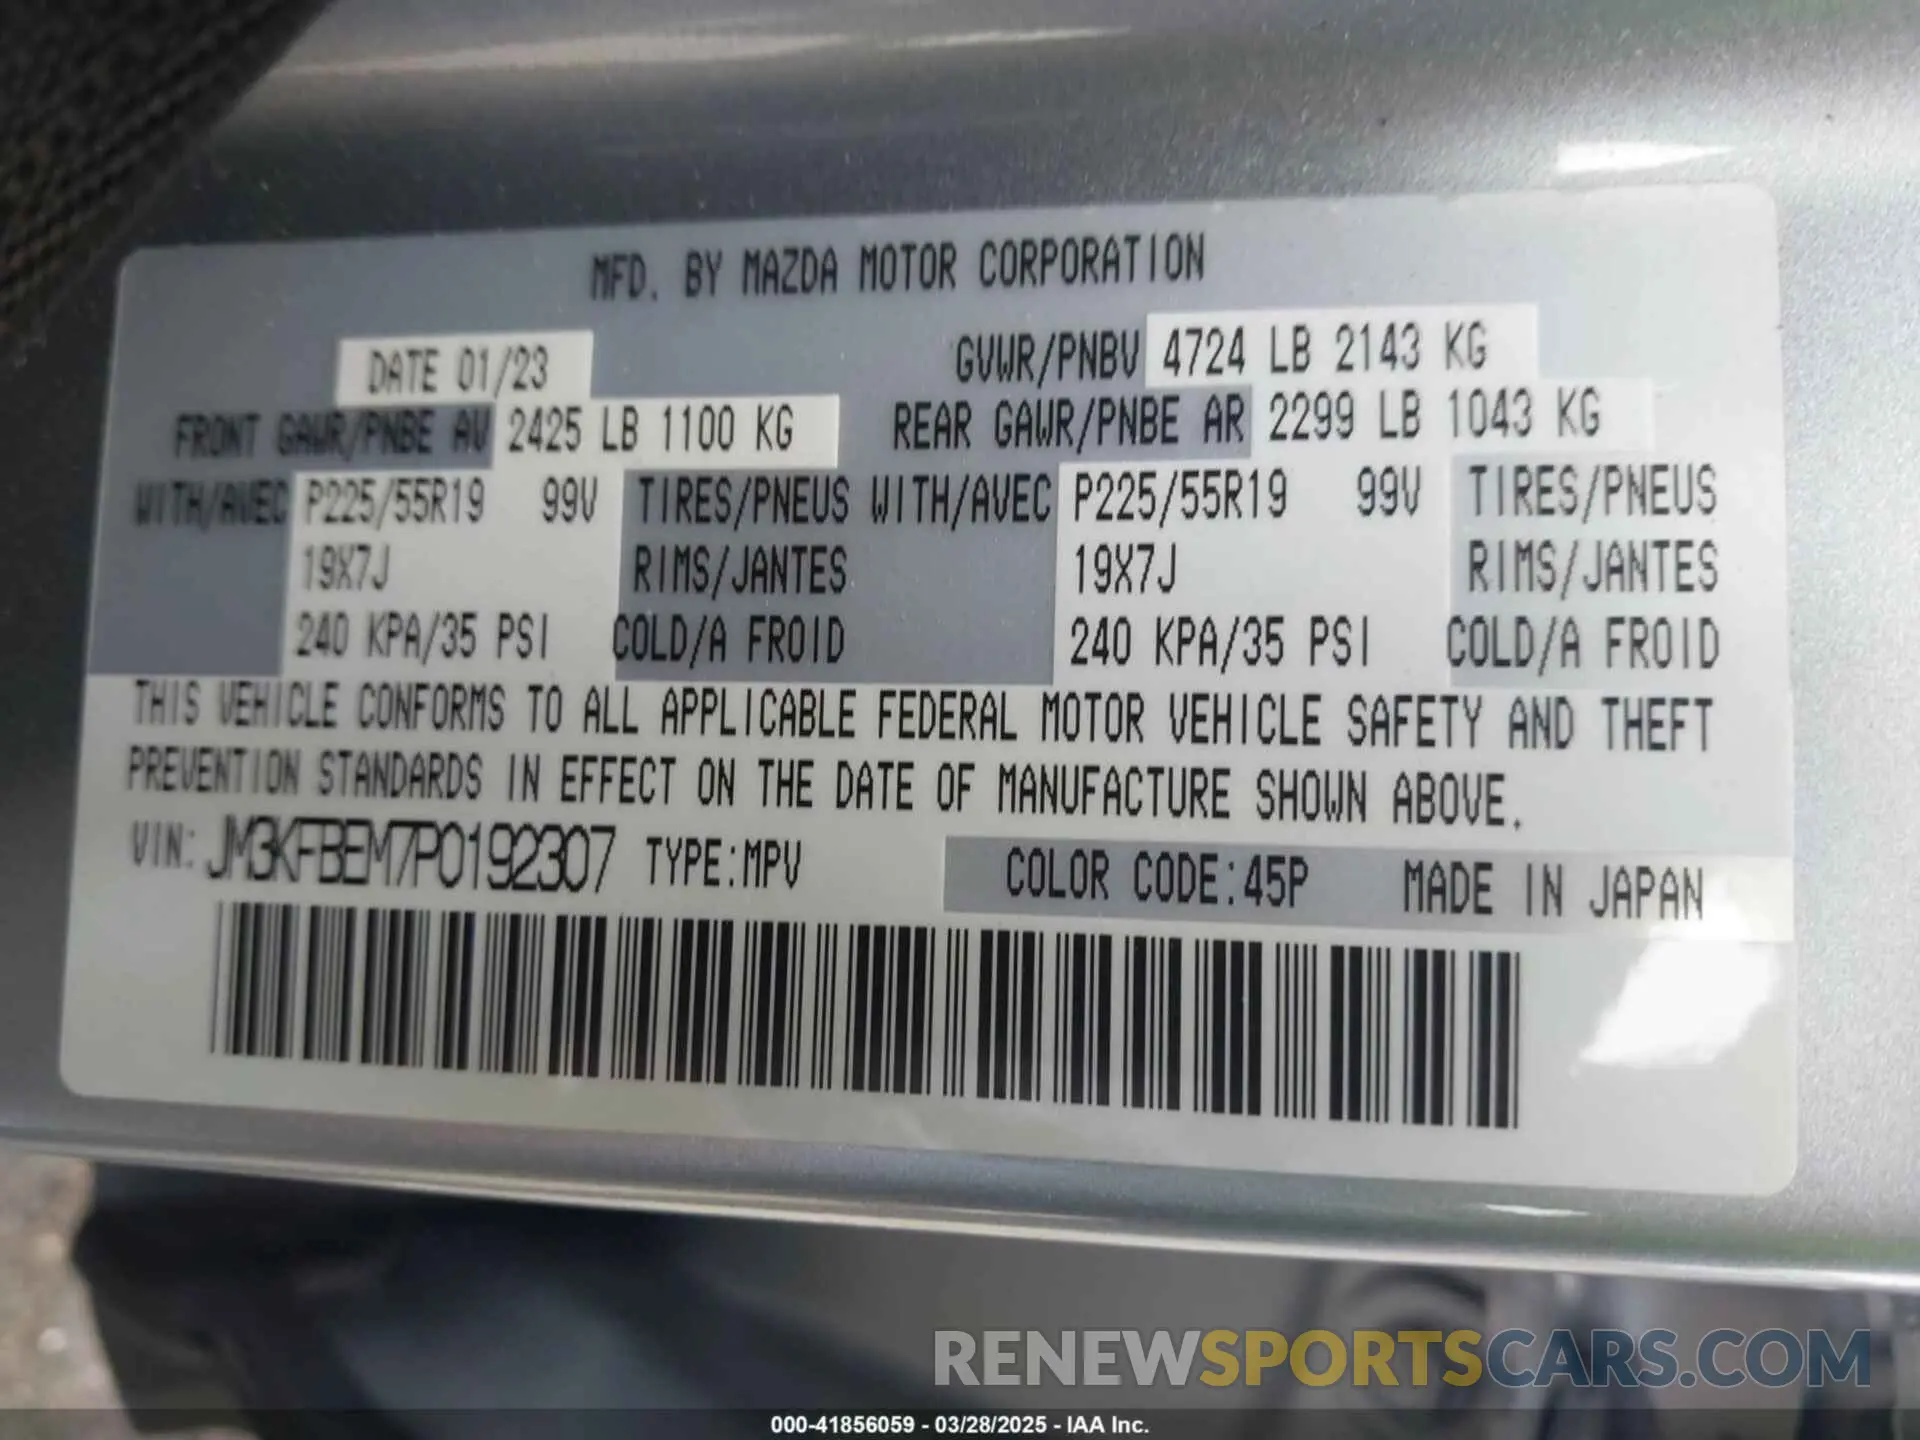 MFD. BY MAZDA MOTOR CORPORATION
DATE 01/23 GVWR/PNBV 4724 LB 2143 KG
FRONT GAWR/PNBE AV 2425 LB 1100 KG REAR GAWR/PNBE AR 2299 LB 1043 KG
WITH/AVEC P225/55R19 99V TIRES/PNEUS WITH/AVEC P225/55R19 99V TIRES/PNEUS
19X7J RIMS/JANTES 19X7J RIMS/JANTES
240 KPA/35 PSI COLD/A FROID 240 KPA/35 PSI COLD/A FROID
THIS VEHICLE CONFORMS TO ALL APPLICABLE FEDERAL MOTOR VEHICLE SAFETY AND THEFT
PREVENTION STANDARDS IN EFFECT ON THE DATE OF MANUFACTURE SHOWN ABOVE.
VIN: JM3KFBEM7P0192307 TYPE:MPV COLOR CODE:45P MADE IN JAPAN
RENEWSPORTSCARS.COM
000-41856059 - 03/28/2025 - IAA Inc.